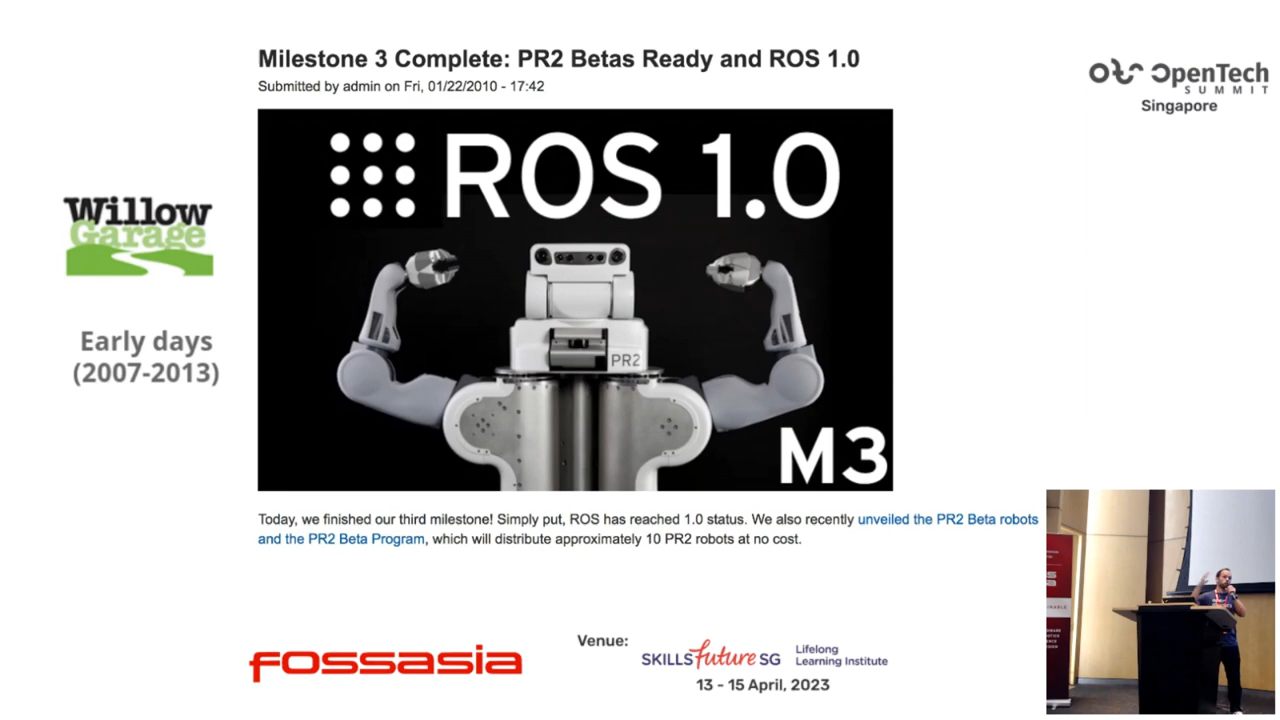 Milestone 3 Complete: PR2 Betas Ready and ROS 1.0
Submitted by admin on Fri, 01/22/2010 - 17:42
OpenTech
SUMMIT
Singapore
ROS 1.0
Willow
Garage
Early days
(2007-2013)
PR2
M3
Today, we finished our third milestone! Simply put, ROS has reached 1.0 status. We also recently unveiled the PR2 Beta robots
and the PR2 Beta Program, which will distribute approximately 10 PR2 robots at no cost.
fossasia
Venue:
SKILLS future SG
Lifelong
Learning Institute
13 - 15 April, 2023